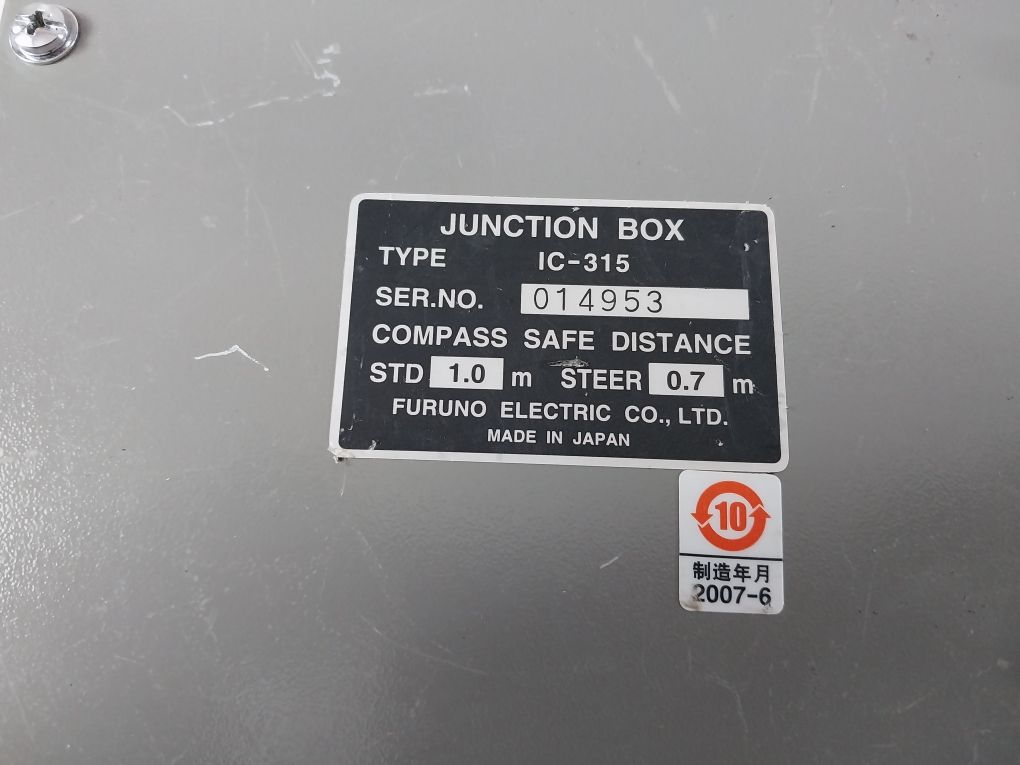 JUNCTION BOX
TYPE IC-315
SER.NO. 014953
COMPASS SAFE DISTANCE
STD 1.0 m STEER 0.7 m
FURUNO ELECTRIC CO., LTD.
MADE IN JAPAN
10
制造年月
2007-6